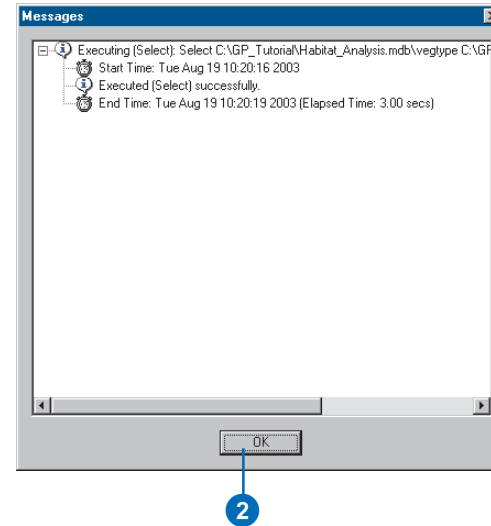 Messages
Executing (Select): Select C:\GP_Tutorial\Habitat_Analysis.mdb\vegtype C:\GF
Start Time: Tue Aug 19 10:20:16 2003
Executed (Select) successfully.
End Time: Tue Aug 19 10:20:19 2003 (Elapsed Time: 3.00 secs)
OK
2